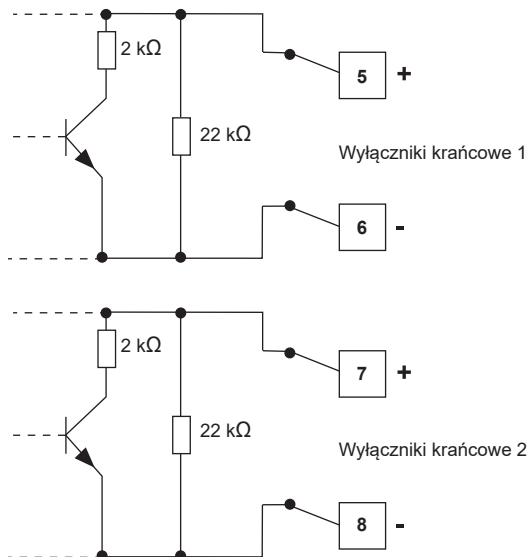 2 kΩ
5 +
22 kΩ
Wyłączniki krańcowe 1
6 -
2 kΩ
7 +
22 kΩ
Wyłączniki krańcowe 2
8 -